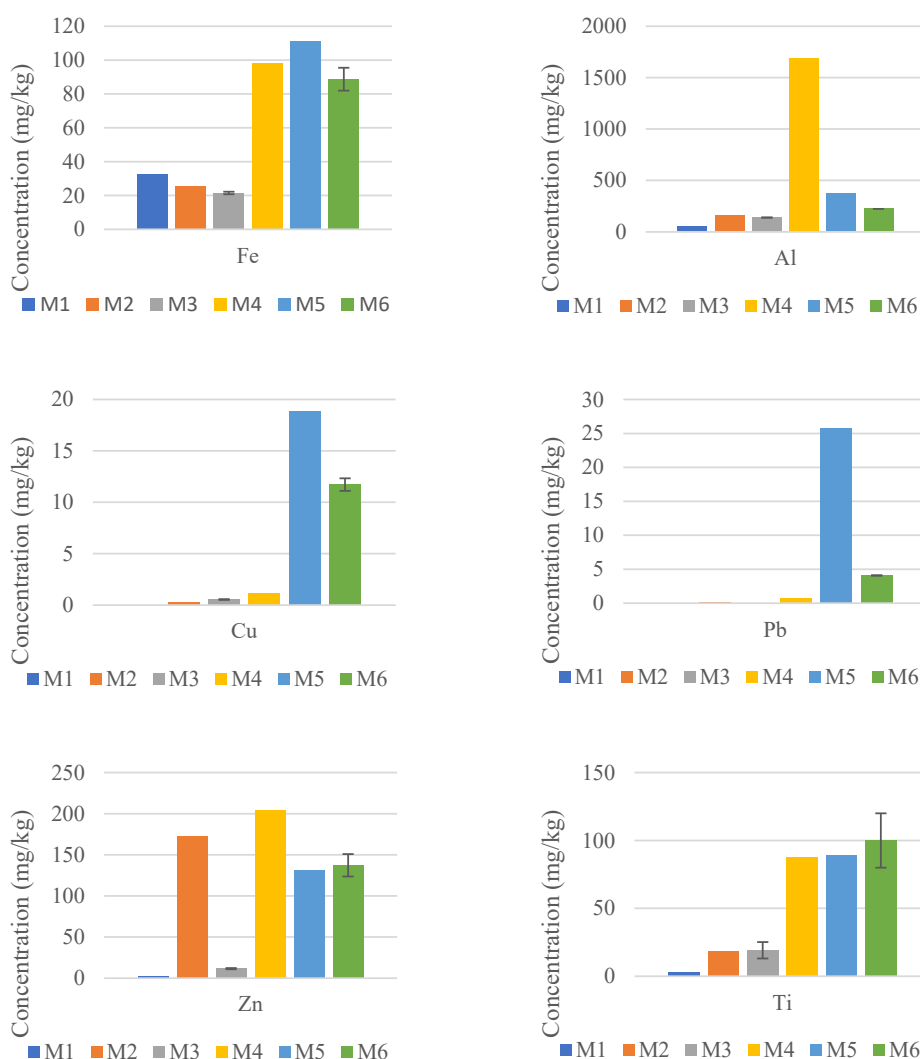 Concentration (mg/kg)
120
100
80
60
40
20
0
Fe
M1 M2 M3 M4 M5 M6
Concentration (mg/kg)
2000
1500
1000
500
0
Al
M1 M2 M3 M4 M5 M6
Concentration (mg/kg)
20
15
10
5
0
Cu
M1 M2 M3 M4 M5 M6
Concentration (mg/kg)
30
25
20
15
10
5
0
Pb
M1 M2 M3 M4 M5 M6
Concentration (mg/kg)
250
200
150
100
50
0
Zn
M1 M2 M3 M4 M5 M6
Concentration (mg/kg)
150
100
50
0
Ti
M1 M2 M3 M4 M5 M6